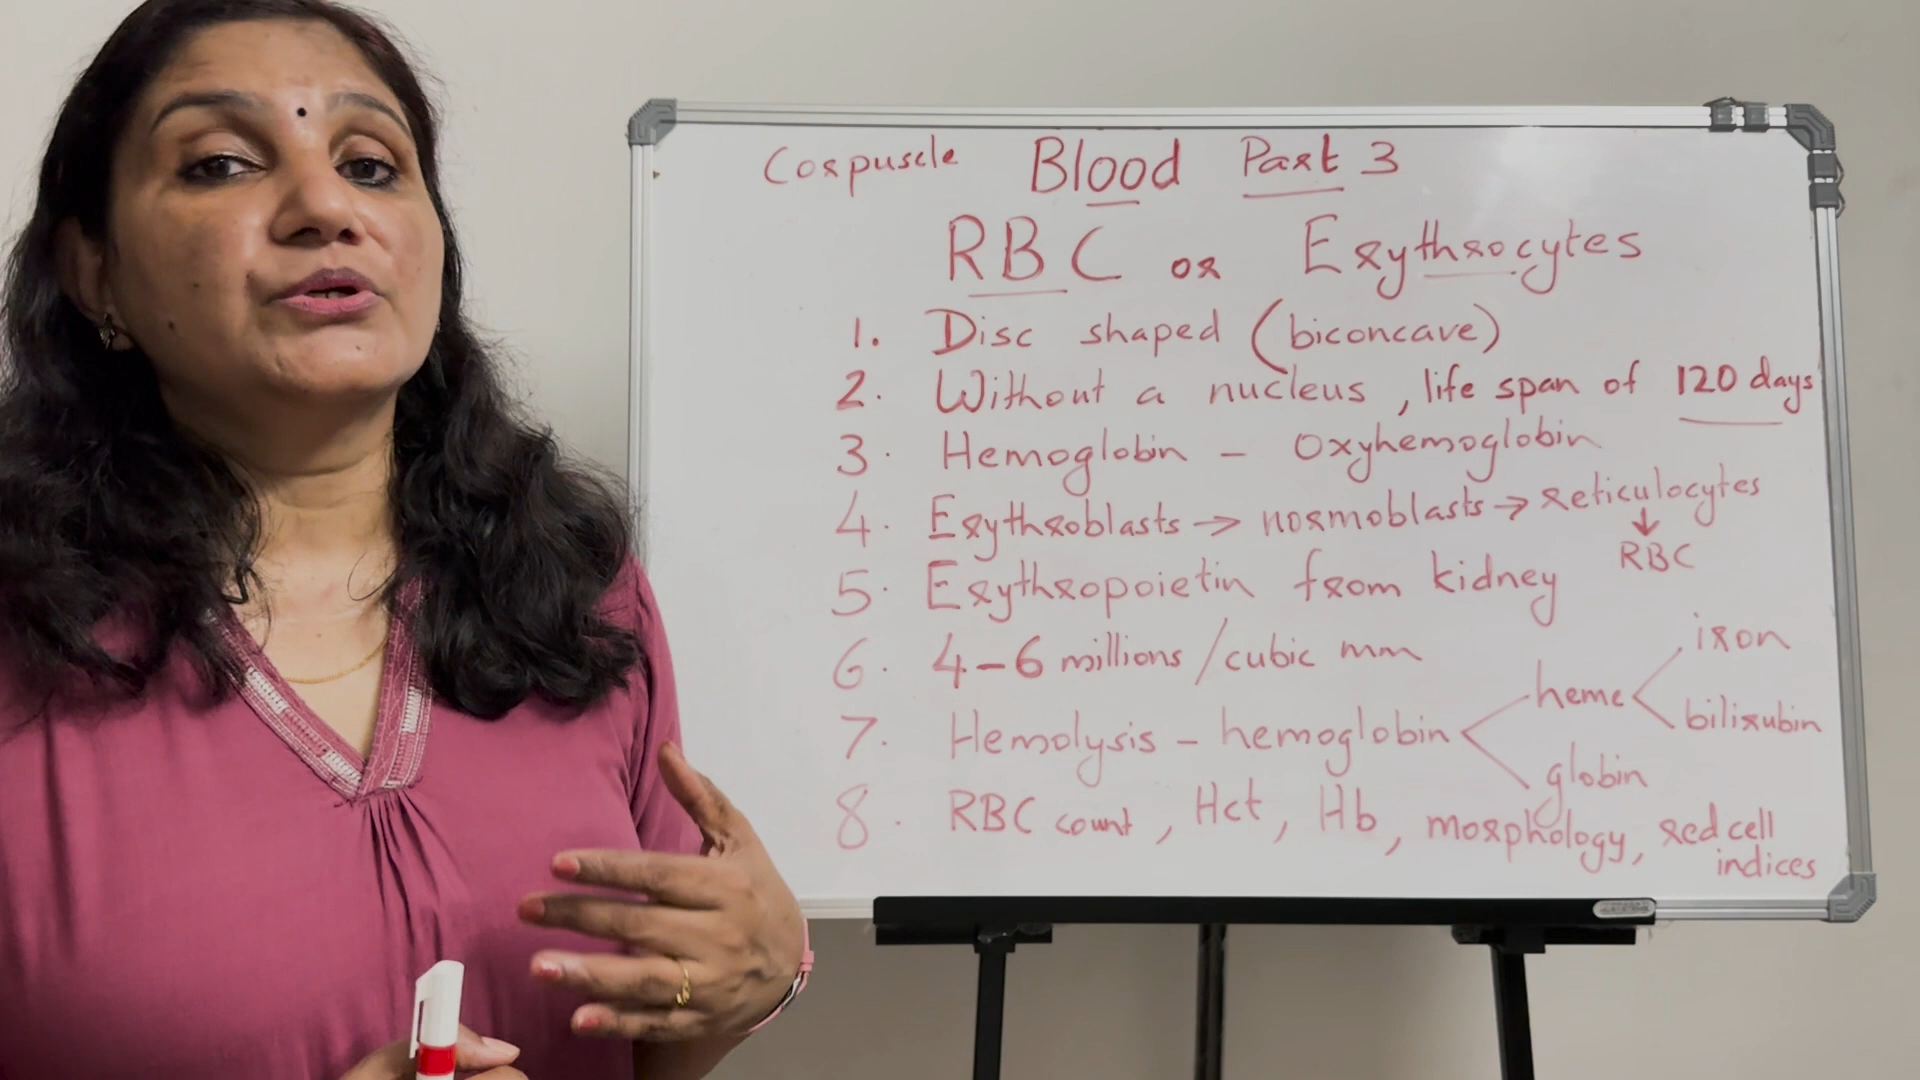 Corpuscle Blood Part 3
RBC or Erythrocytes
1. Disc shaped (biconcave)
2. Without a nucleus, life span of 120 days
3. Hemoglobin - Oxyhemoglobin
4. Erythroblasts → normoblasts → reticulocytes
↓
RBC
5. Erythropoietin from kidney
6. 4-6 millions / cubic mm
iron
heme
bilirubin
7. Hemolysis - hemoglobin
globin
8. RBC count, Hct, Hb, morphology, red cell
indices